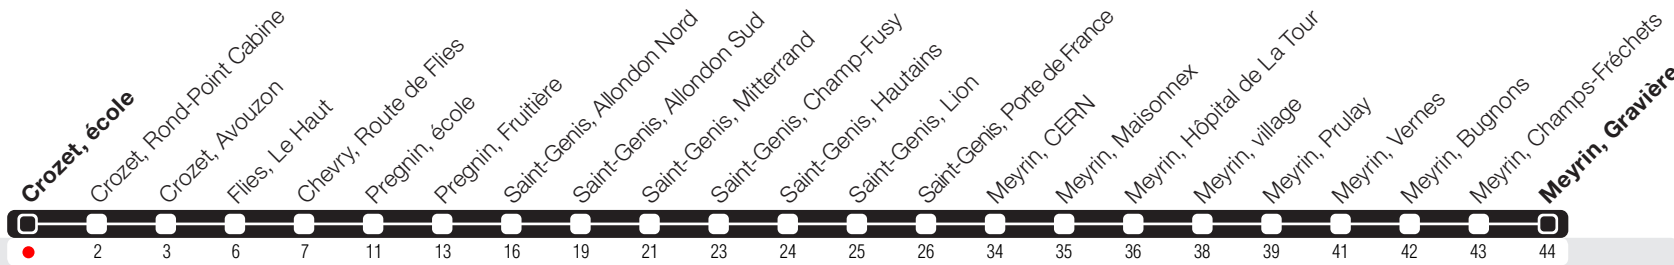 Crozet, école
Crozet, Rond-Point Cabine
Crozet, Avouzon
Flies, Le Haut
Chevry, Route de Flies
Pregnin, école
Pregnin, Fruitière
Saint-Genis, Allondon Nord
Saint-Genis, Allondon Sud
Saint-Genis, Mitterrand
Saint-Genis, Champ-Fusy
Saint-Genis, Hautains
Saint-Genis, Lion
Saint-Genis, Porte de France
Meyrin, CERN
Meyrin, Maisonnex
Meyrin, Hôpital de La Tour
Meyrin, village
Meyrin, Prulay
Meyrin, Vernes
Meyrin, Bugnons
Meyrin, Champs-Fréchets
Meyrin, Gravière
2 3 6 7 11 13 16 19 21 23 24 25 26 34 35 36 38 39 41 42 43 44